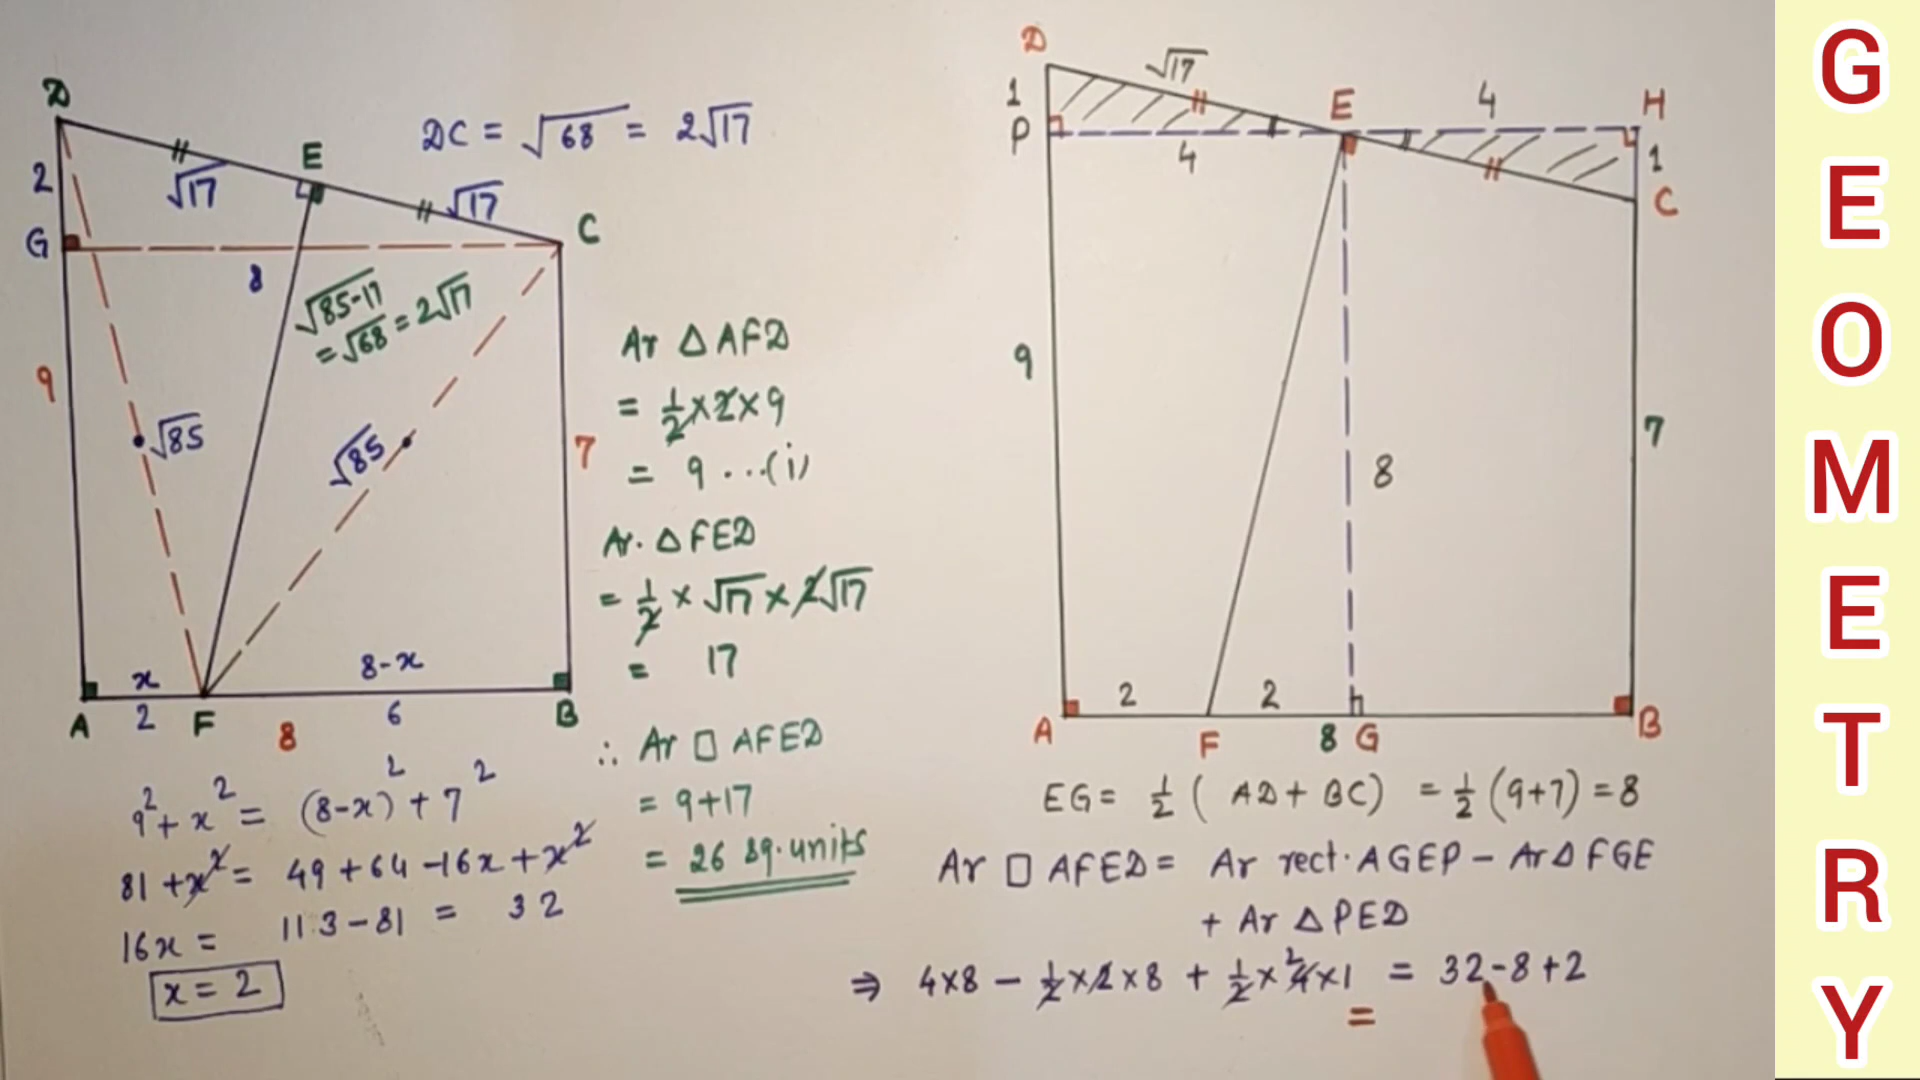 D
2
G
9
A
x
2
F
8
8-x
6
B
7
C
E
√17
√17
8
√85
√85
√85-17
= √68 = 2√17
DC = √68 = 2√17
9² + x² = (8-x)² + 7²
81 + x² = 49 + 64 - 16x + x²
16x = 113 - 81 = 32
x = 2
Ar △ AFD
= 1/2 × 2 × 9
= 9 ...(i)
Ar. △ FED
= 1/2 × √17 × 2√17
= 17
∴ Ar □ AFED
= 9+17
= 26 sq. units
D
1
P
9
A
2
F
2
8 G
B
7
C
1
H
4
E
√17
4
8
EG = 1/2 ( AD + BC) = 1/2 (9+7) = 8
Ar □ AFED = Ar rect. AGEP - Ar △ FGE
+ Ar △ PED
⇒ 4×8 - 1/2 × 2 × 8 + 1/2 × 4² × 1 = 32 - 8 + 2
=
G
E
O
M
E
T
R
Y